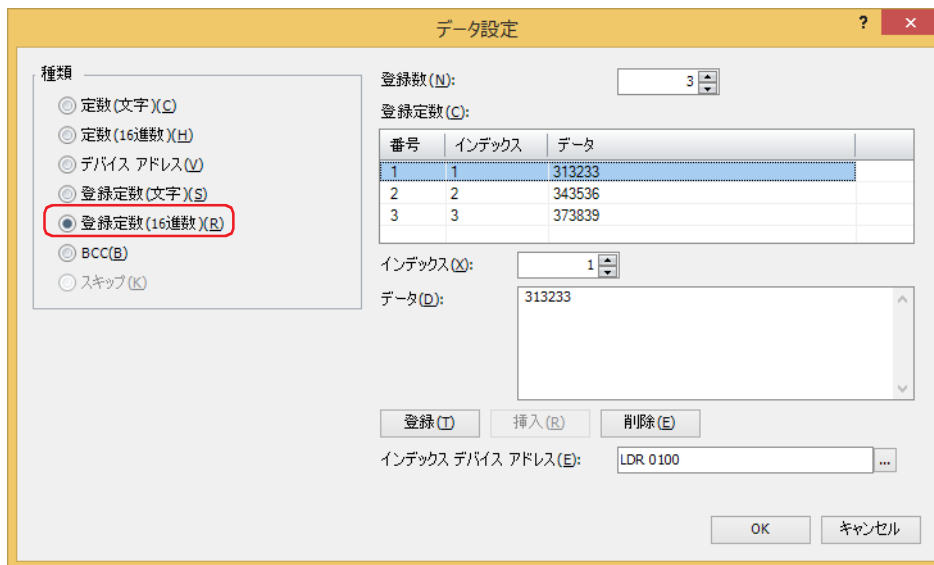 データ設定
?
×
種類
定数(文字)(C)
定数(16進数)(H)
デバイス アドレス(V)
登録定数(文字)(S)
登録定数(16進数)(R)
BCC(B)
スキップ(K)
登録数(N): 3
登録定数(C):
番号 インデックス データ
1 1 313233
2 2 343536
3 3 373839
インデックス(X): 1
データ(D): 313233
登録(T) 挿入(R) 削除(E)
インデックス デバイス アドレス(E): LDR 0100 ...
OK キャンセル